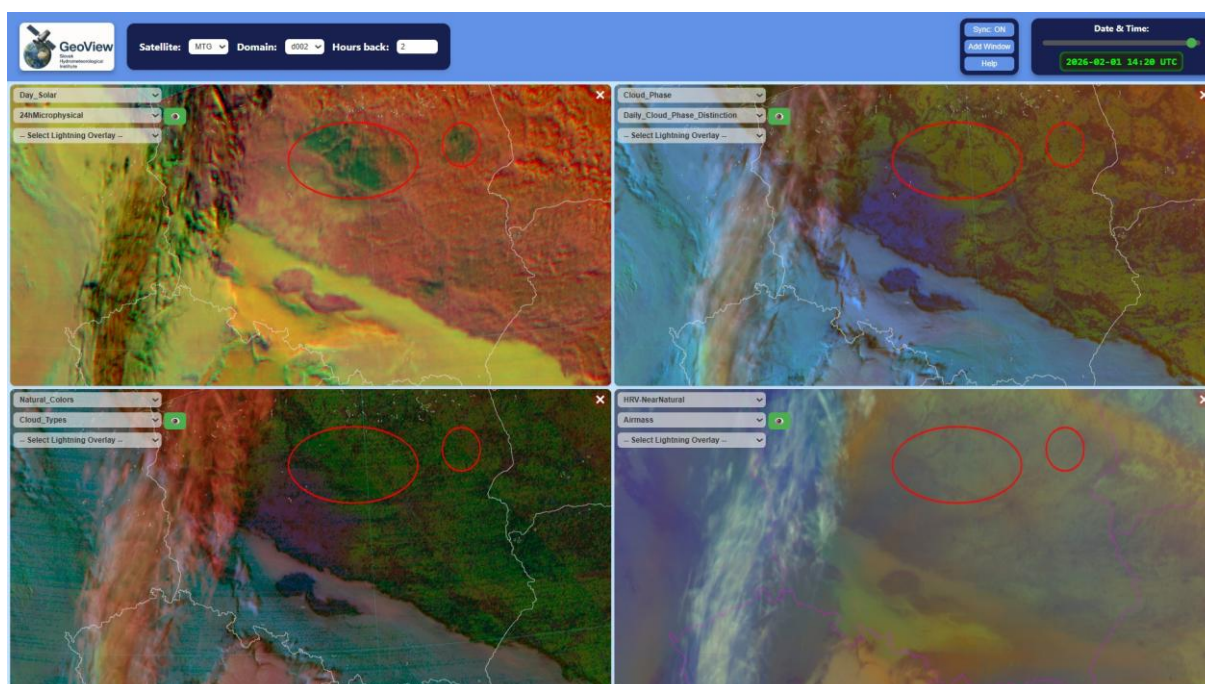 GeoView
Slovak
Hydrometeorological
Institute
Satellite: MTG Domain: d002 Hours back: 2
Sync: ON
Add Window
Help
Date & Time:
2026-02-01 14:20 UTC
Day_Solar
24hMicrophysical
-- Select Lightning Overlay --
Cloud_Phase
Daily_Cloud_Phase_Distinction
-- Select Lightning Overlay --
Natural_Colors
Cloud_Types
-- Select Lightning Overlay --
HRV-NearNatural
Airmass
-- Select Lightning Overlay --